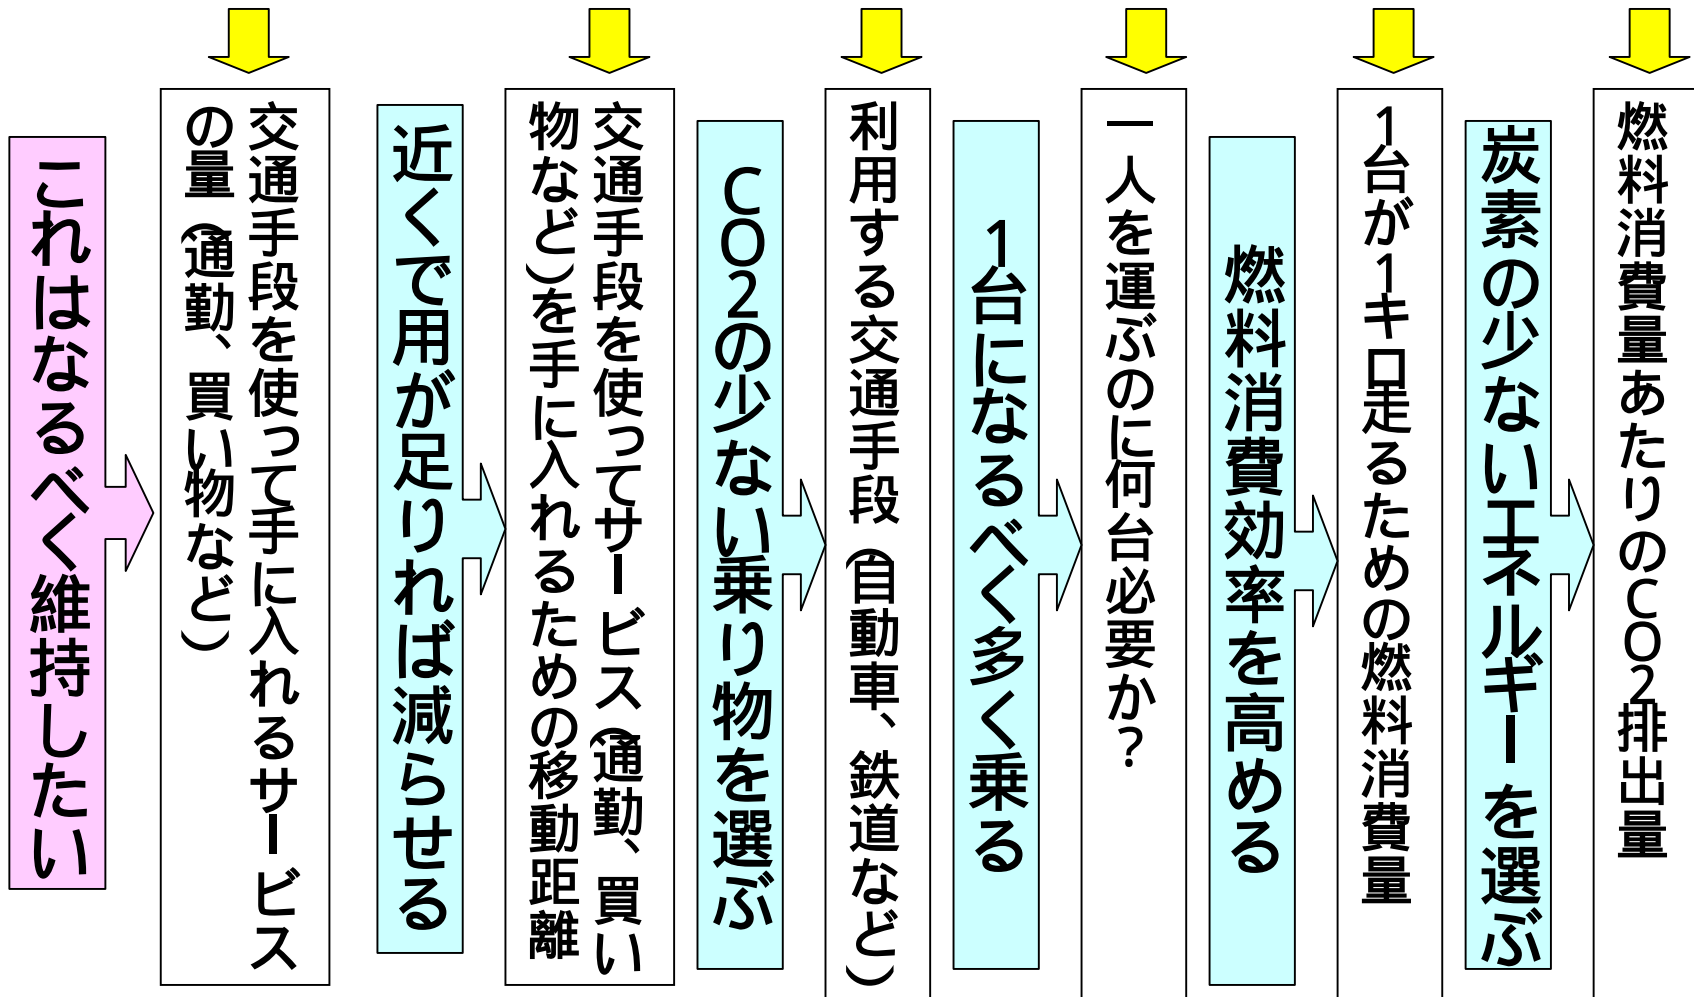 これはなるべく維持したい
交通手段を使って手に入れるサービス
の量（通勤、買い物など）
近くで用が足りれば減らせる
交通手段を使ってサービス（通勤、買い
物など）を手に入れるための移動距離
CO2の少ない乗り物を選ぶ
利用する交通手段（自動車、鉄道など）
1台になるべく多く乗る
一人を運ぶのに何台必要か？
燃料消費効率を高める
1台が1キロ走るための燃料消費量
炭素の少ないエネルギーを選ぶ
燃料消費量あたりのCO2排出量